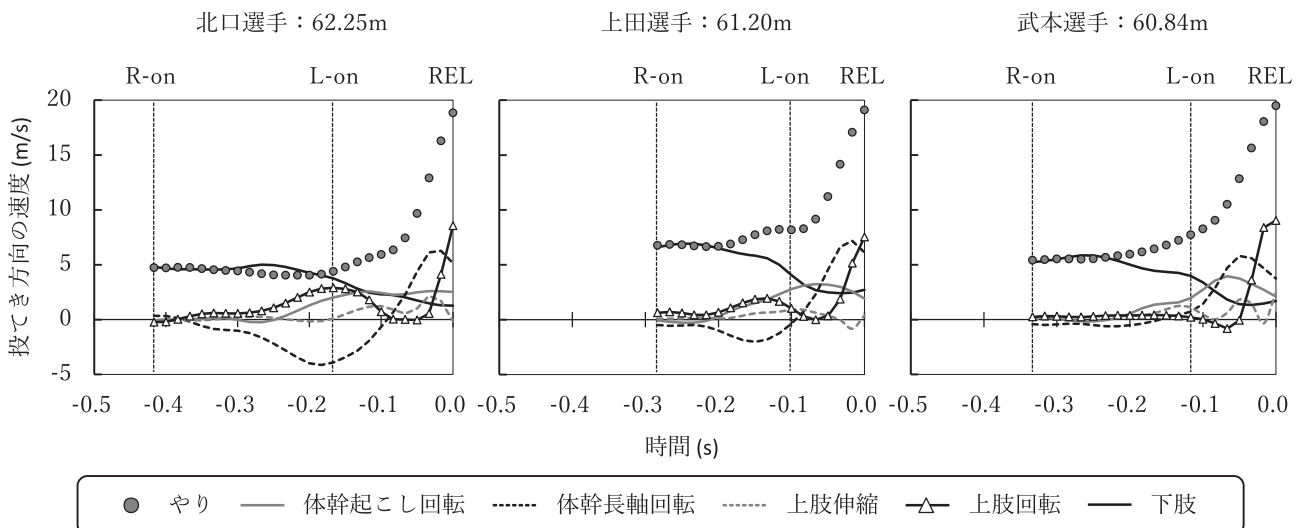 北口選手：62.25m 上田選手：61.20m 武本選手：60.84m
R-on L-on REL R-on L-on REL R-on L-on REL
投てき方向の速度 (m/s)
20
15
10
5
0
-5
-0.5 -0.4 -0.3 -0.2 -0.1 0.0 -0.5 -0.4 -0.3 -0.2 -0.1 0.0 -0.5 -0.4 -0.3 -0.2 -0.1 0.0
時間 (s)
やり 体幹起こし回転 体幹長軸回転 上肢伸縮 上肢回転 下肢